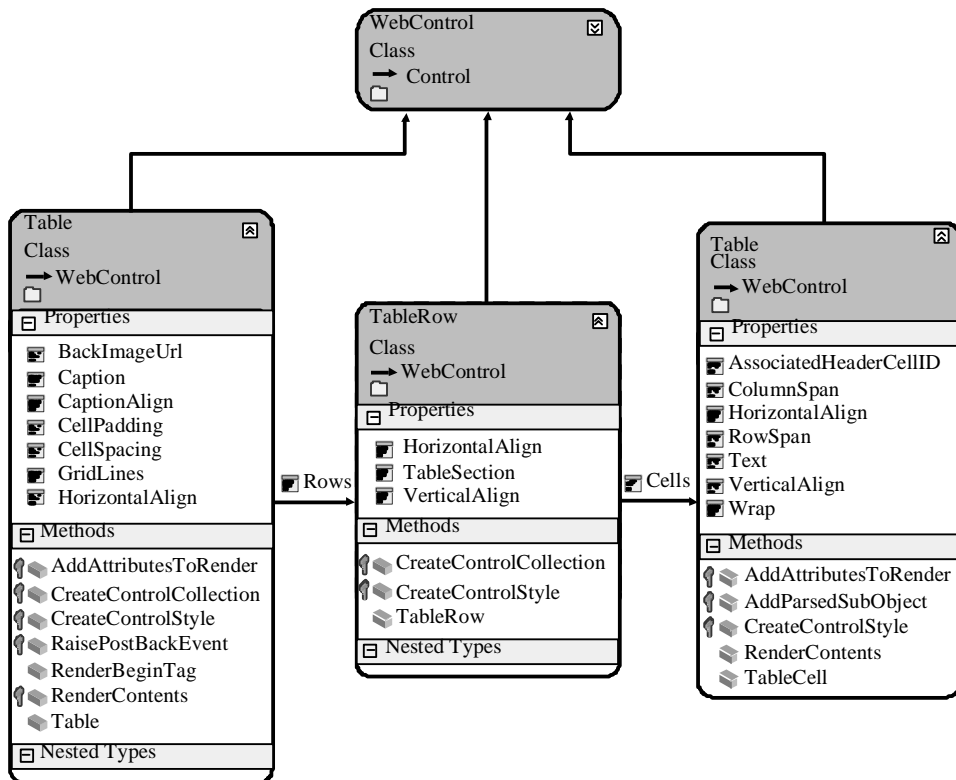 WebControl
Class
Control
Table
Class
WebControl
Properties
BackImageUrl
Caption
CaptionAlign
CellPadding
CellSpacing
GridLines
HorizontalAlign
Methods
AddAttributesToRender
CreateControlCollection
CreateControlStyle
RaisePostBackEvent
RenderBeginTag
RenderContents
Table
Nested Types
Rows
TableRow
Class
WebControl
Properties
HorizontalAlign
TableSection
VerticalAlign
Methods
CreateControlCollection
CreateControlStyle
TableRow
Nested Types
Cells
Table
Class
WebControl
Properties
AssociatedHeaderCellID
ColumnSpan
HorizontalAlign
RowSpan
Text
VerticalAlign
Wrap
Methods
AddAttributesToRender
AddParsedSubObject
CreateControlStyle
RenderContents
TableCell